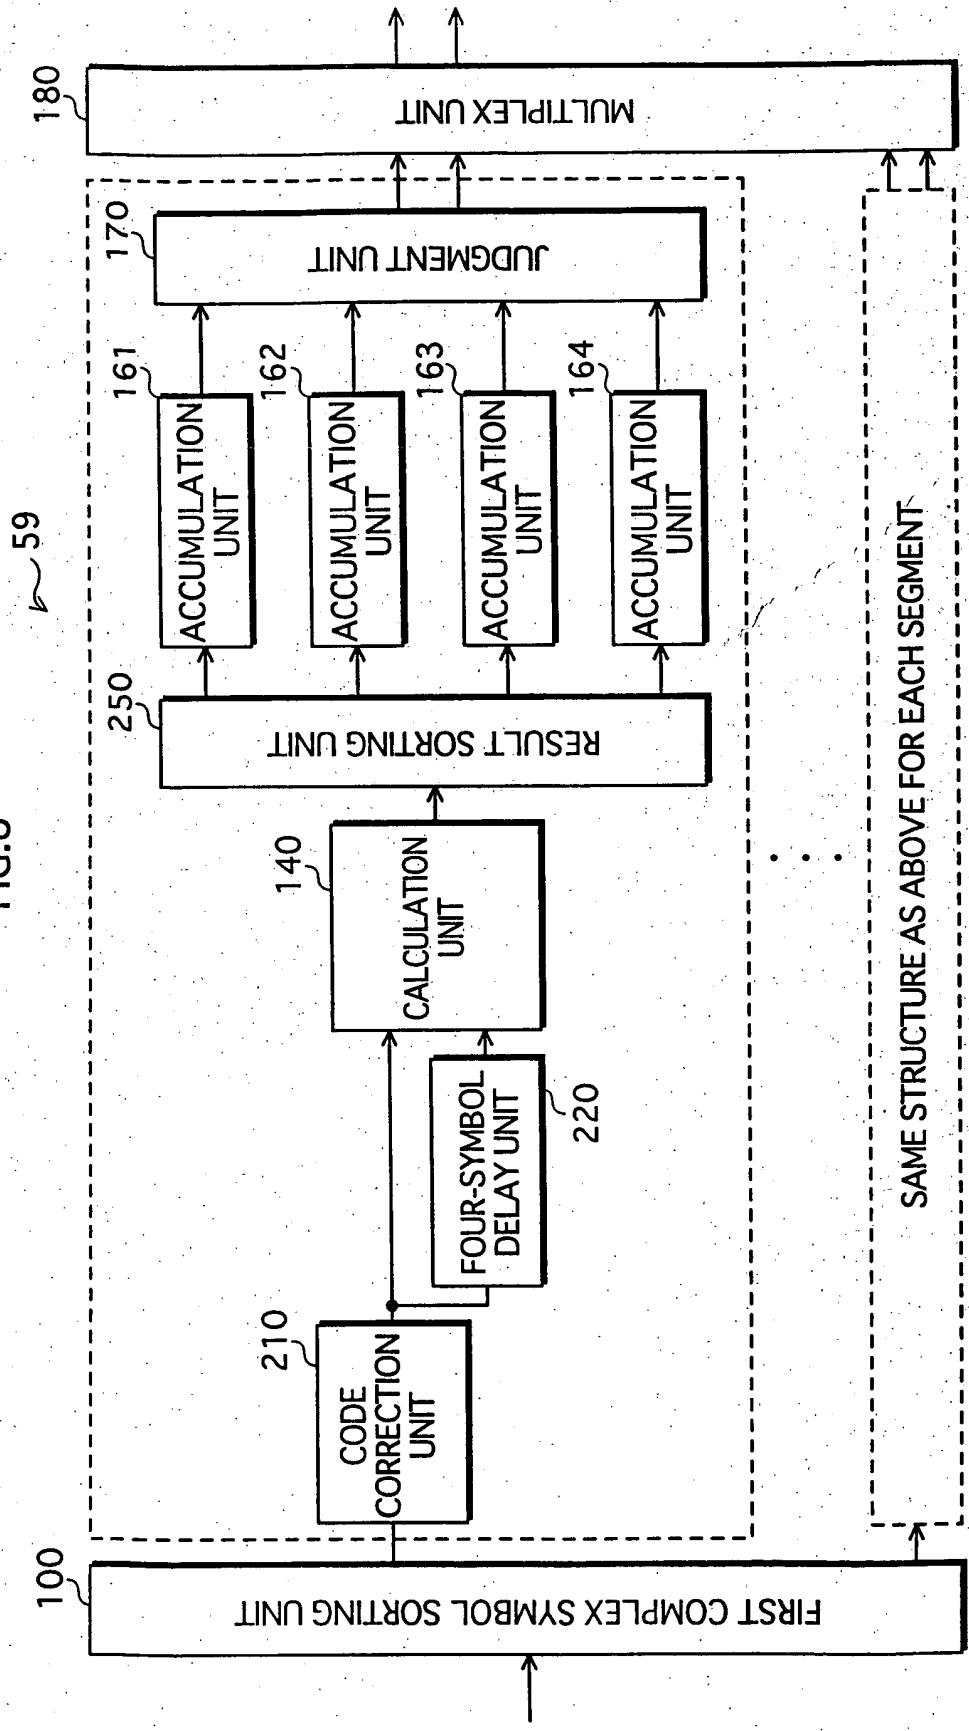 59
100
FIRST COMPLEX SYMBOL SORTING UNIT
210
CODE
CORRECTION
UNIT
FOUR-SYMBOL
DELAY UNIT
220
140
CALCULATION
UNIT
250
RESULT SORTING UNIT
161
ACCUMULATION
UNIT
162
ACCUMULATION
UNIT
163
ACCUMULATION
UNIT
164
ACCUMULATION
UNIT
170
JUDGMENT UNIT
180
MULTIPLEX UNIT
SAME STRUCTURE AS ABOVE FOR EACH SEGMENT